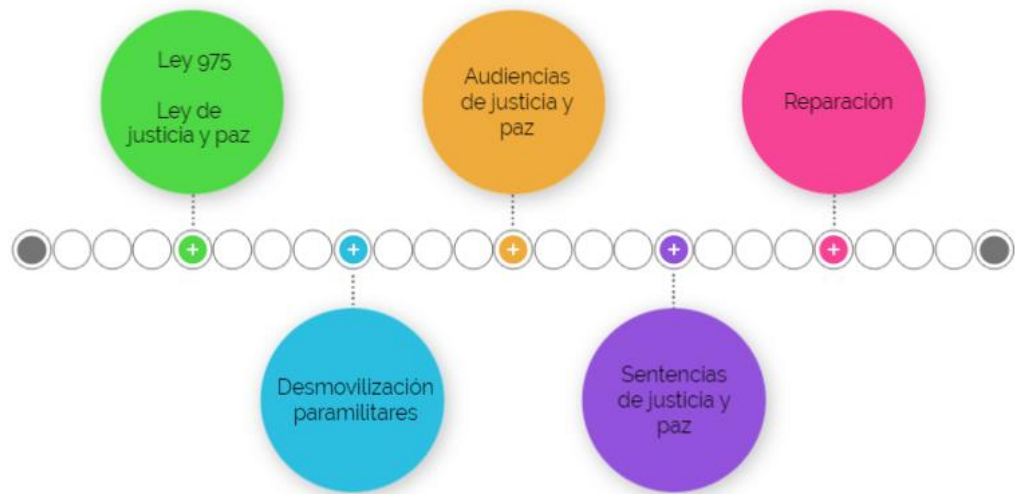 Ley 975
Ley de
justicia y paz
Desmovilización
paramilitares
Audiencias
de justicia y
paz
Sentencias
de justicia y
paz
Reparación